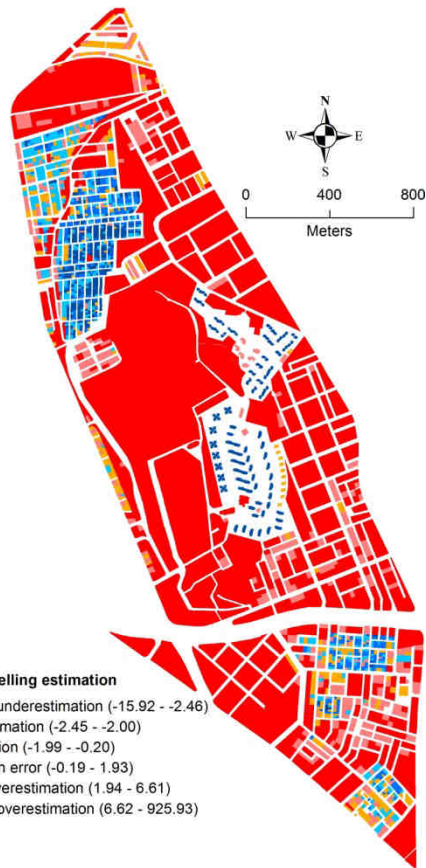 N
W E
S
0 400 800
Meters
elling estimation
underestimation (-15.92 - -2.46)
mation (-2.45 - -2.00)
ion (-1.99 - -0.20)
n error (-0.19 - 1.93)
verestimation (1.94 - 6.61)
overestimation (6.62 - 925.93)